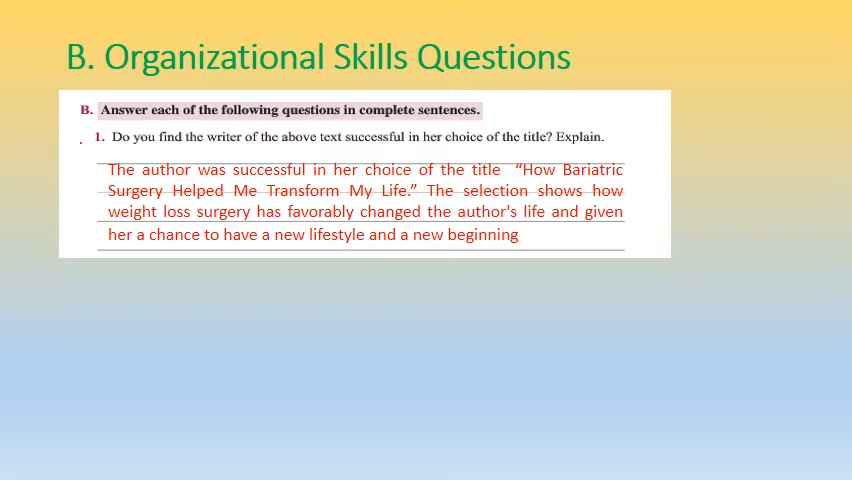 B. Organizational Skills Questions
B. Answer each of the following questions in complete sentences.
1. Do you find the writer of the above text successful in her choice of the title? Explain.
The author was successful in her choice of the title “How Bariatric
Surgery Helped Me Transform My Life.” The selection shows how
weight loss surgery has favorably changed the author's life and given
her a chance to have a new lifestyle and a new beginning